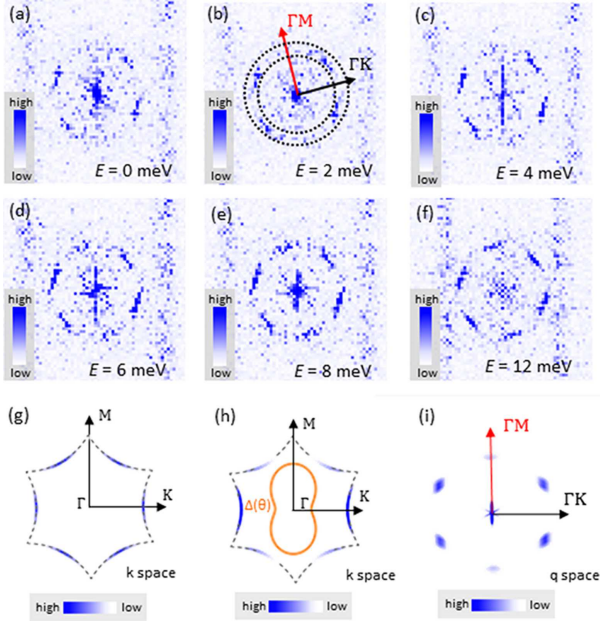 (a)
high
low
E = 0 meV
(b)
ΓM
ΓK
high
low
E = 2 meV
(c)
high
low
E = 4 meV
(d)
high
low
E = 6 meV
(e)
high
low
E = 8 meV
(f)
high
low
E = 12 meV
(g)
M
Γ
K
k space
high low
(h)
M
Δ(θ)
Γ
K
k space
high low
(i)
ΓM
ΓK
q space
high low